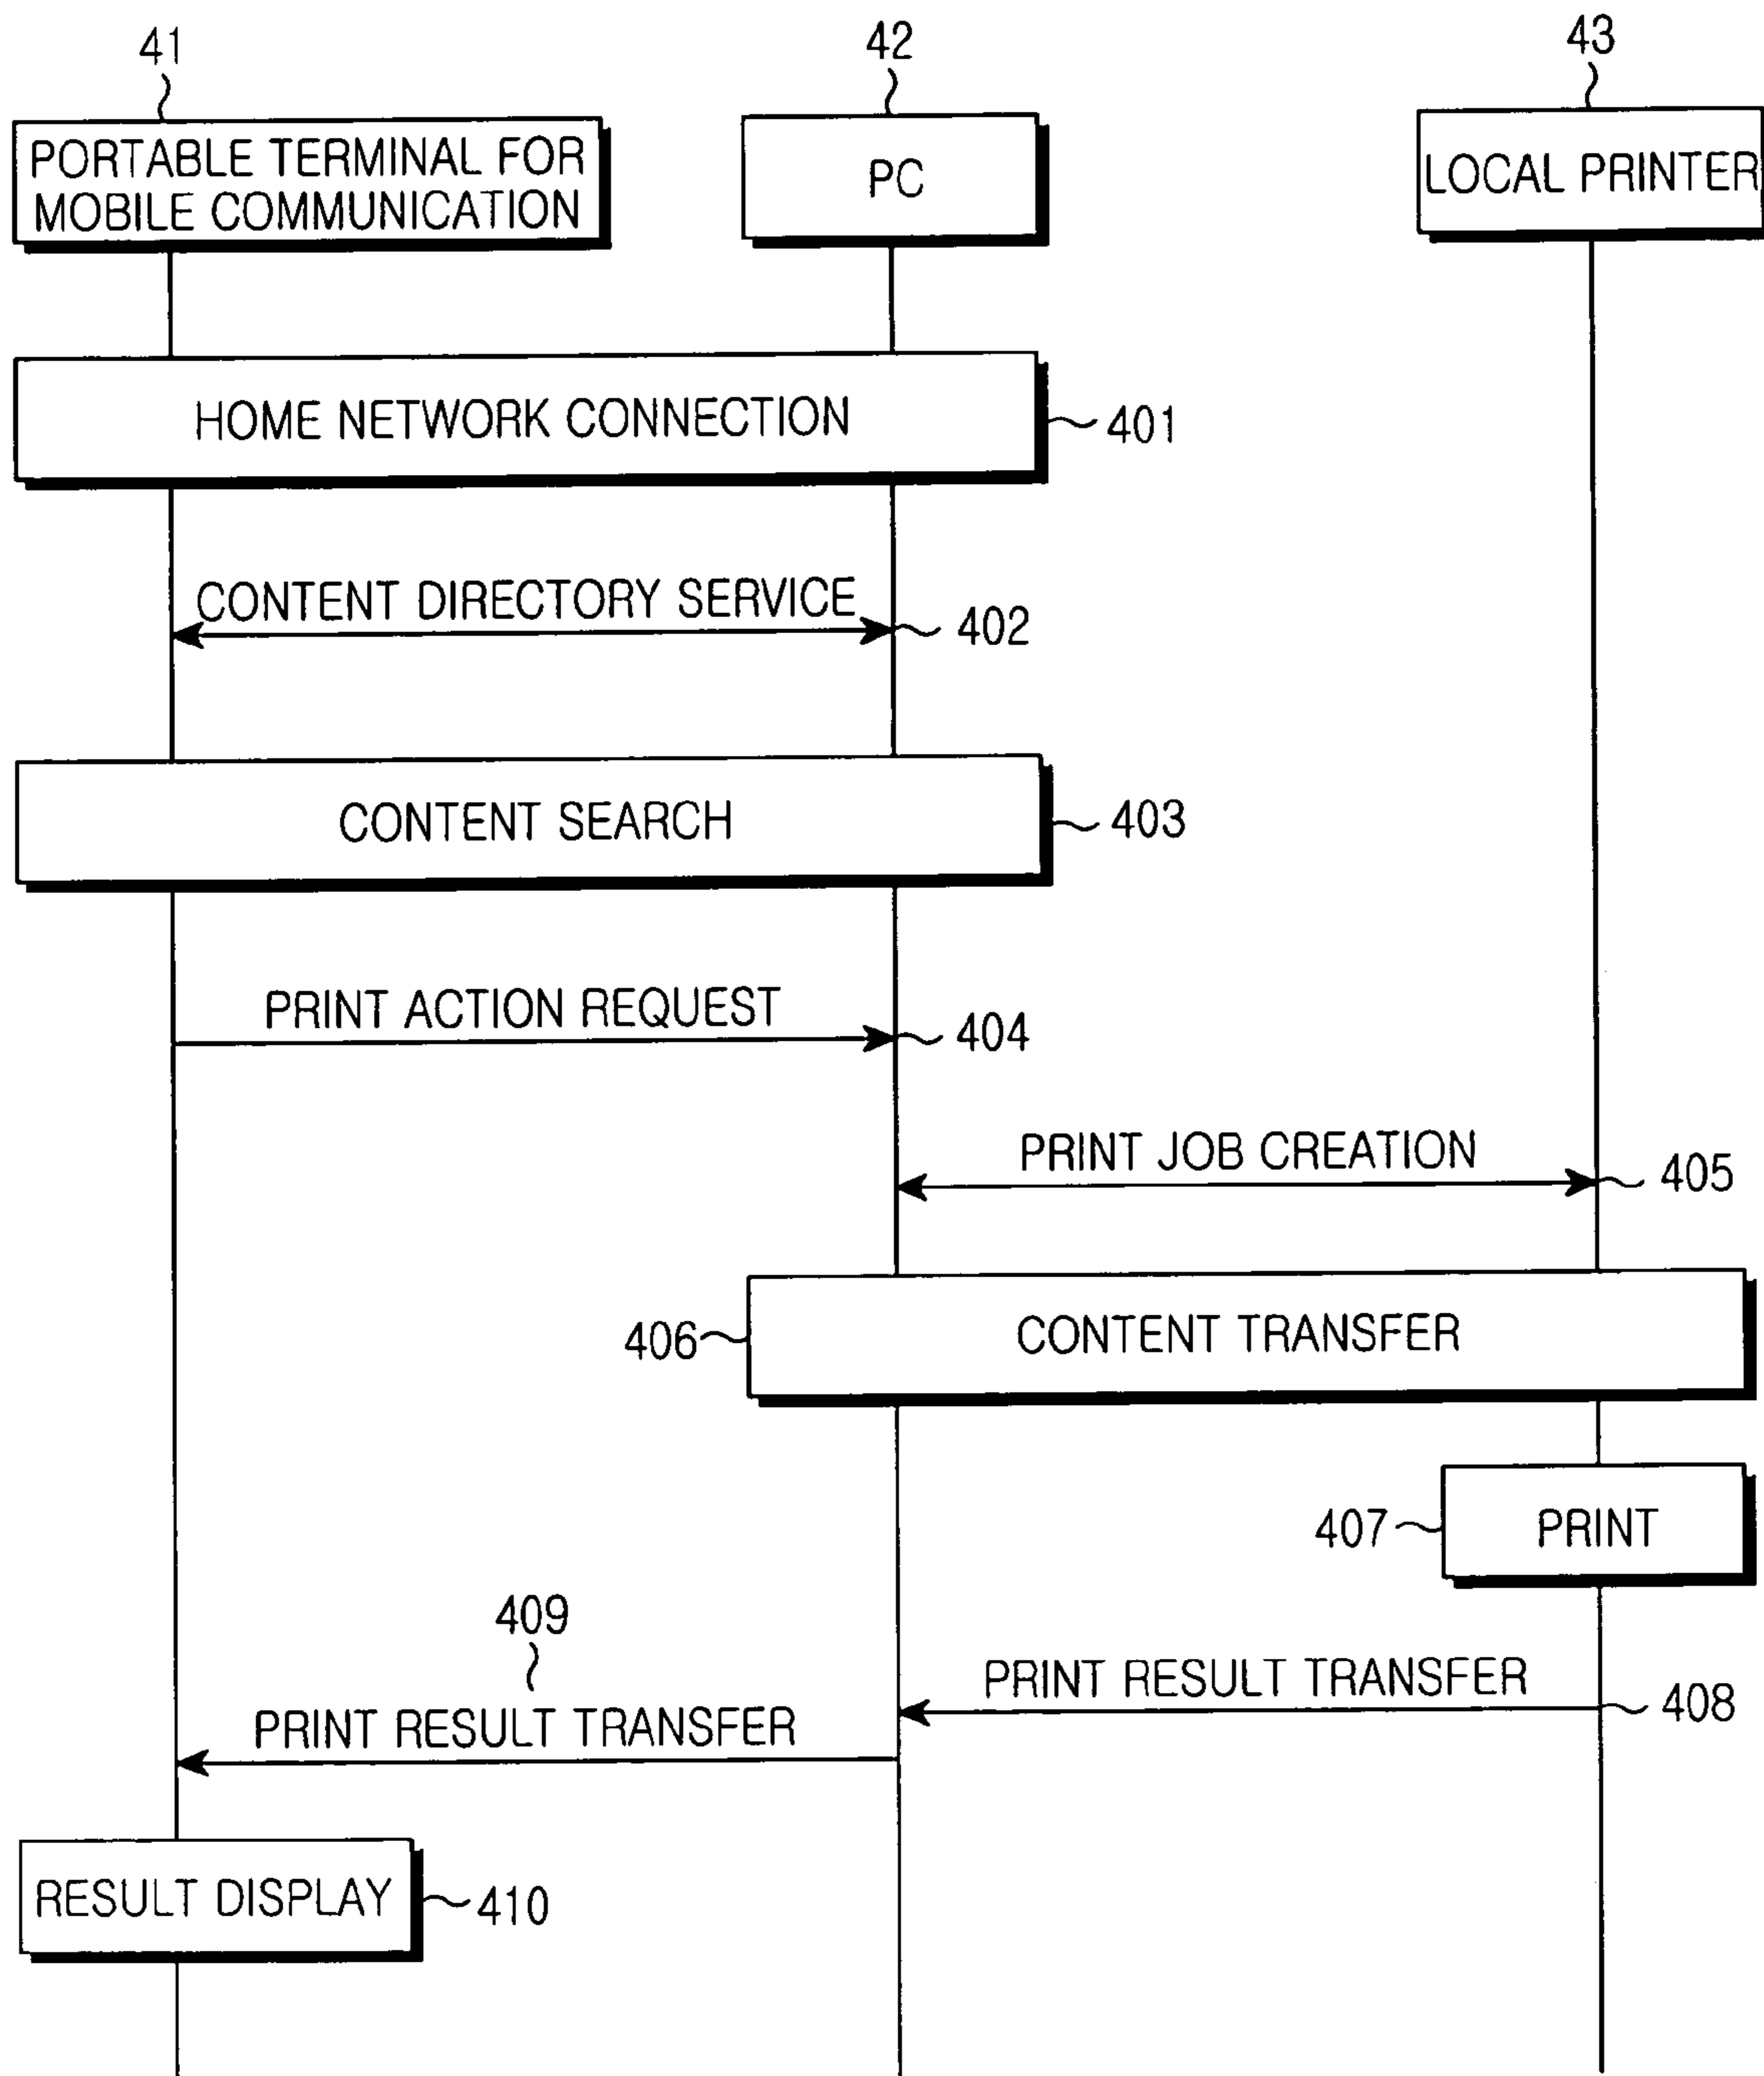 41
42
43
PORTABLE TERMINAL FOR
MOBILE COMMUNICATION
PC
LOCAL PRINTER
HOME NETWORK CONNECTION
401
CONTENT DIRECTORY SERVICE
402
CONTENT SEARCH
403
PRINT ACTION REQUEST
404
PRINT JOB CREATION
405
406
CONTENT TRANSFER
407
PRINT
409
PRINT RESULT TRANSFER
408
PRINT RESULT TRANSFER
RESULT DISPLAY
410